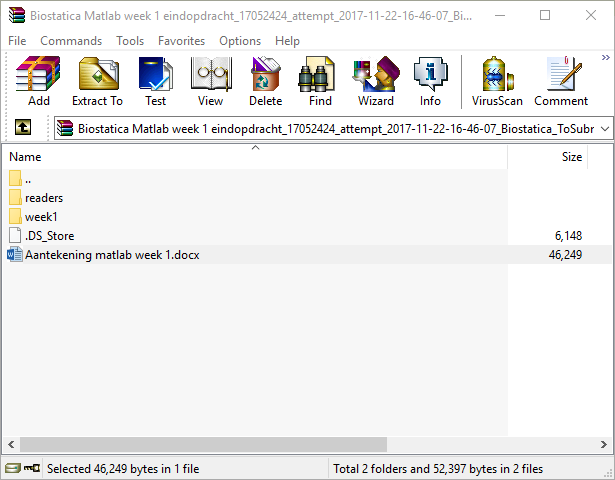 Biostatica Matlab week 1 eindopdracht_17052424_attempt_2017-11-22-16-46-07_Bi...
File Commands Tools Favorites Options Help
Add Extract To Test View Delete Find Wizard Info VirusScan Comment
Biostatica Matlab week 1 eindopdracht_17052424_attempt_2017-11-22-16-46-07_Biostatica_ToSubm
Name Size
..
readers
week1
.DS_Store 6,148
Aantekening matlab week 1.docx 46,249
Selected 46,249 bytes in 1 file Total 2 folders and 52,397 bytes in 2 files